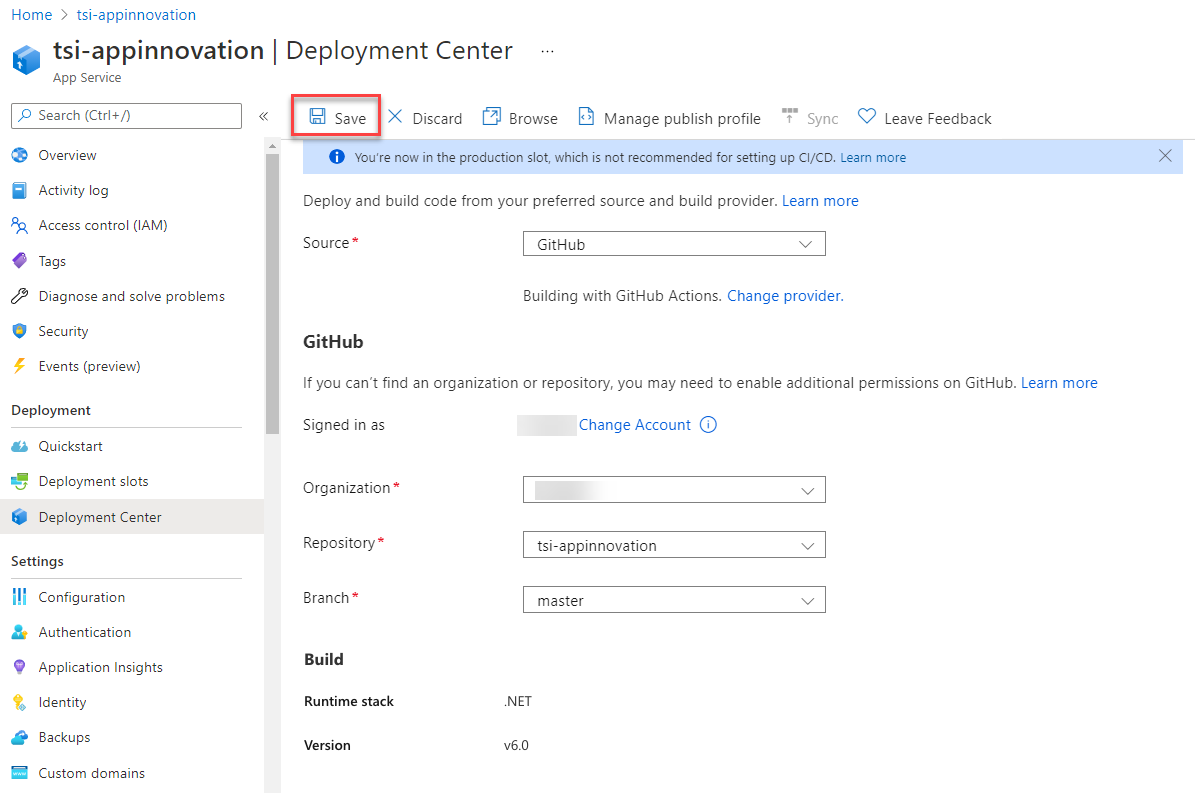 Home > tsi-appinnovation
tsi-appinnovation | Deployment Center ...
App Service
Search (Ctrl+/)
«
Save
Discard
Browse
Manage publish profile
Sync
Leave Feedback
Overview
Activity log
Access control (IAM)
Tags
Diagnose and solve problems
Security
Events (preview)
Deployment
Quickstart
Deployment slots
Deployment Center
Settings
Configuration
Authentication
Application Insights
Identity
Backups
Custom domains
You're now in the production slot, which is not recommended for setting up CI/CD. Learn more
Deploy and build code from your preferred source and build provider. Learn more
Source* GitHub
Building with GitHub Actions. Change provider.
GitHub
If you can't find an organization or repository, you may need to enable additional permissions on GitHub. Learn more
Signed in as Change Account
Organization*
Repository* tsi-appinnovation
Branch* master
Build
Runtime stack .NET
Version v6.0